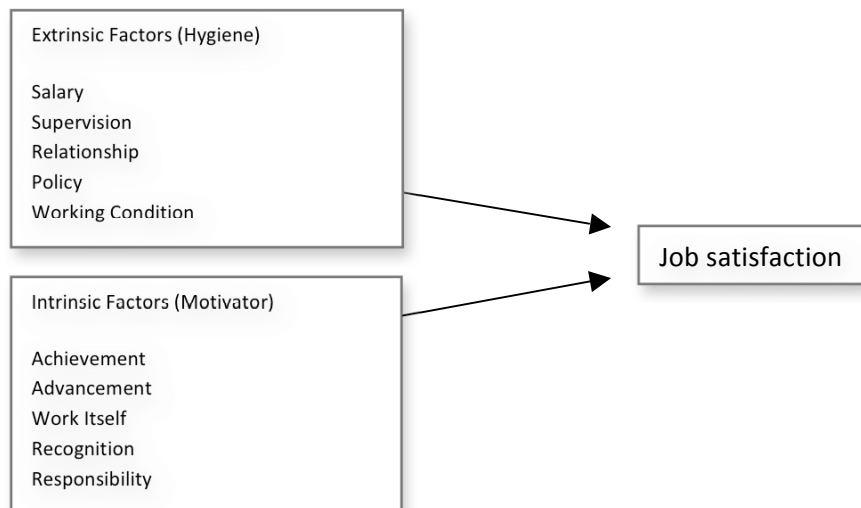 Extrinsic Factors (Hygiene)
Salary
Supervision
Relationship
Policy
Working Condition
Job satisfaction
Intrinsic Factors (Motivator)
Achievement
Advancement
Work Itself
Recognition
Responsibility